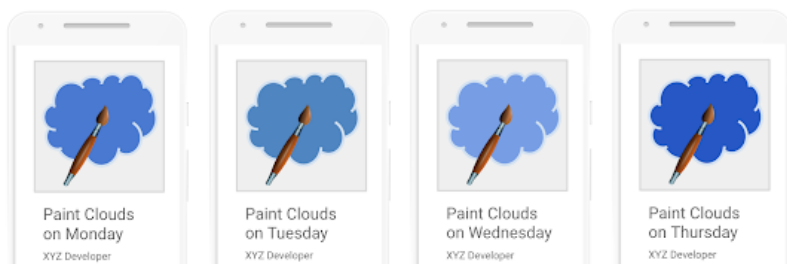 Paint Clouds
on Monday
XYZ Developer
Paint Clouds
on Tuesday
XYZ Developer
Paint Clouds
on Wednesday
XYZ Developer
Paint Clouds
on Thursday
XYZ Developer